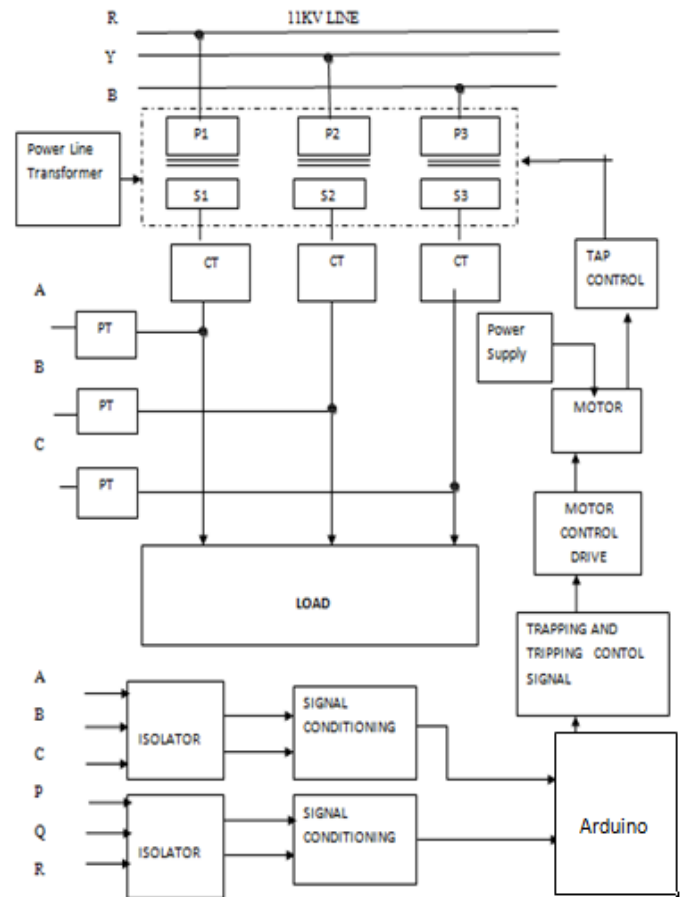 R
11KV LINE
Y
B
P1
P2
P3
Power Line
Transformer
S1
S2
S3
CT
CT
CT
TAP
CONTROL
A
PT
Power
Supply
B
PT
MOTOR
C
PT
MOTOR
CONTROL
DRIVE
LOAD
TRAPPING AND
TRIPPING CONTOL
SIGNAL
A
B
C
ISOLATOR
SIGNAL
CONDITIONING
P
Q
R
ISOLATOR
SIGNAL
CONDITIONING
Arduino